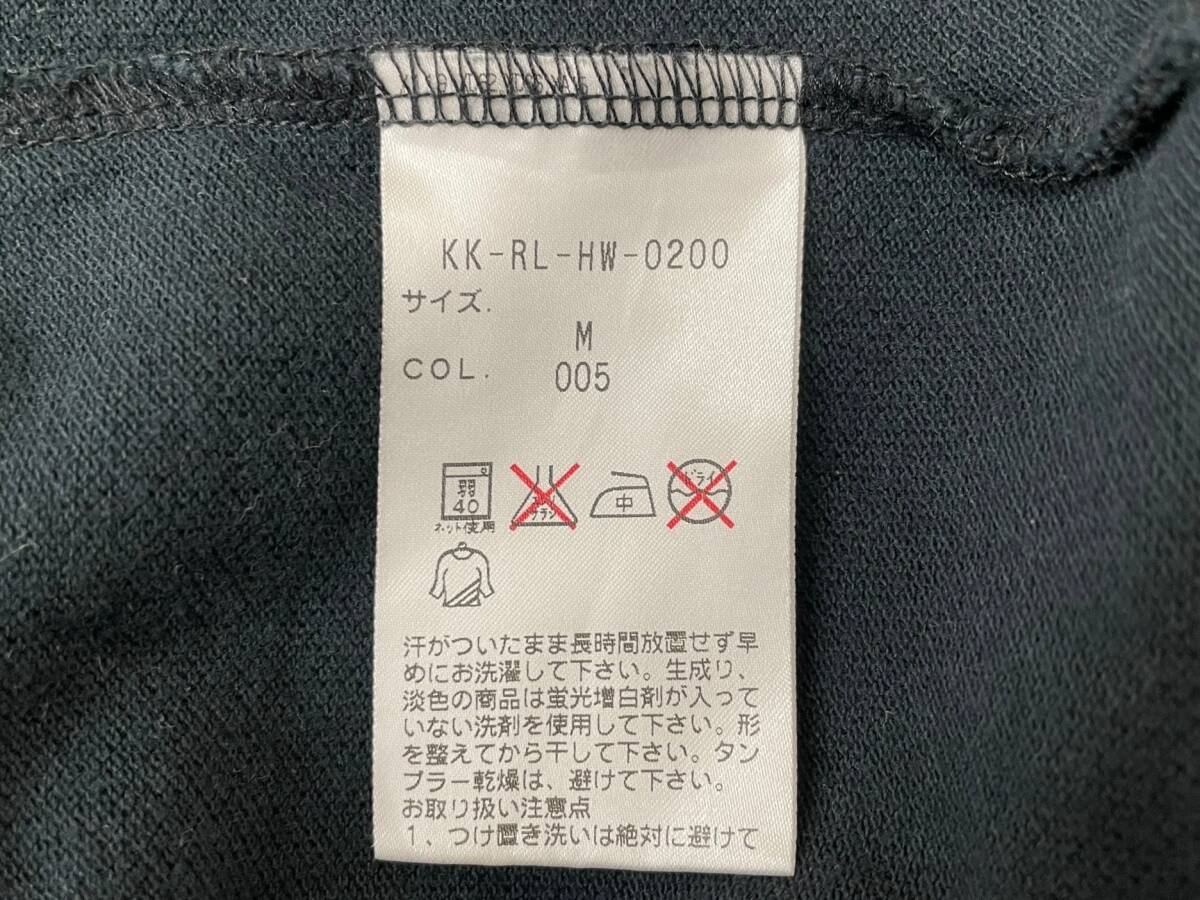 KK-RL-HW-0200
サイズ.
M
COL. 005
弱
40
ネット使用
中
ドライ
汗がついたまま長時間放置せず早
めにお洗濯して下さい。生成り、
淡色の商品は蛍光増白剤が入って
いない洗剤を使用して下さい。形
を整えてから干して下さい。タン
ブラー乾燥は、避けて下さい。
お取り扱い注意点
1、つけ置き洗いは絶対に避けて